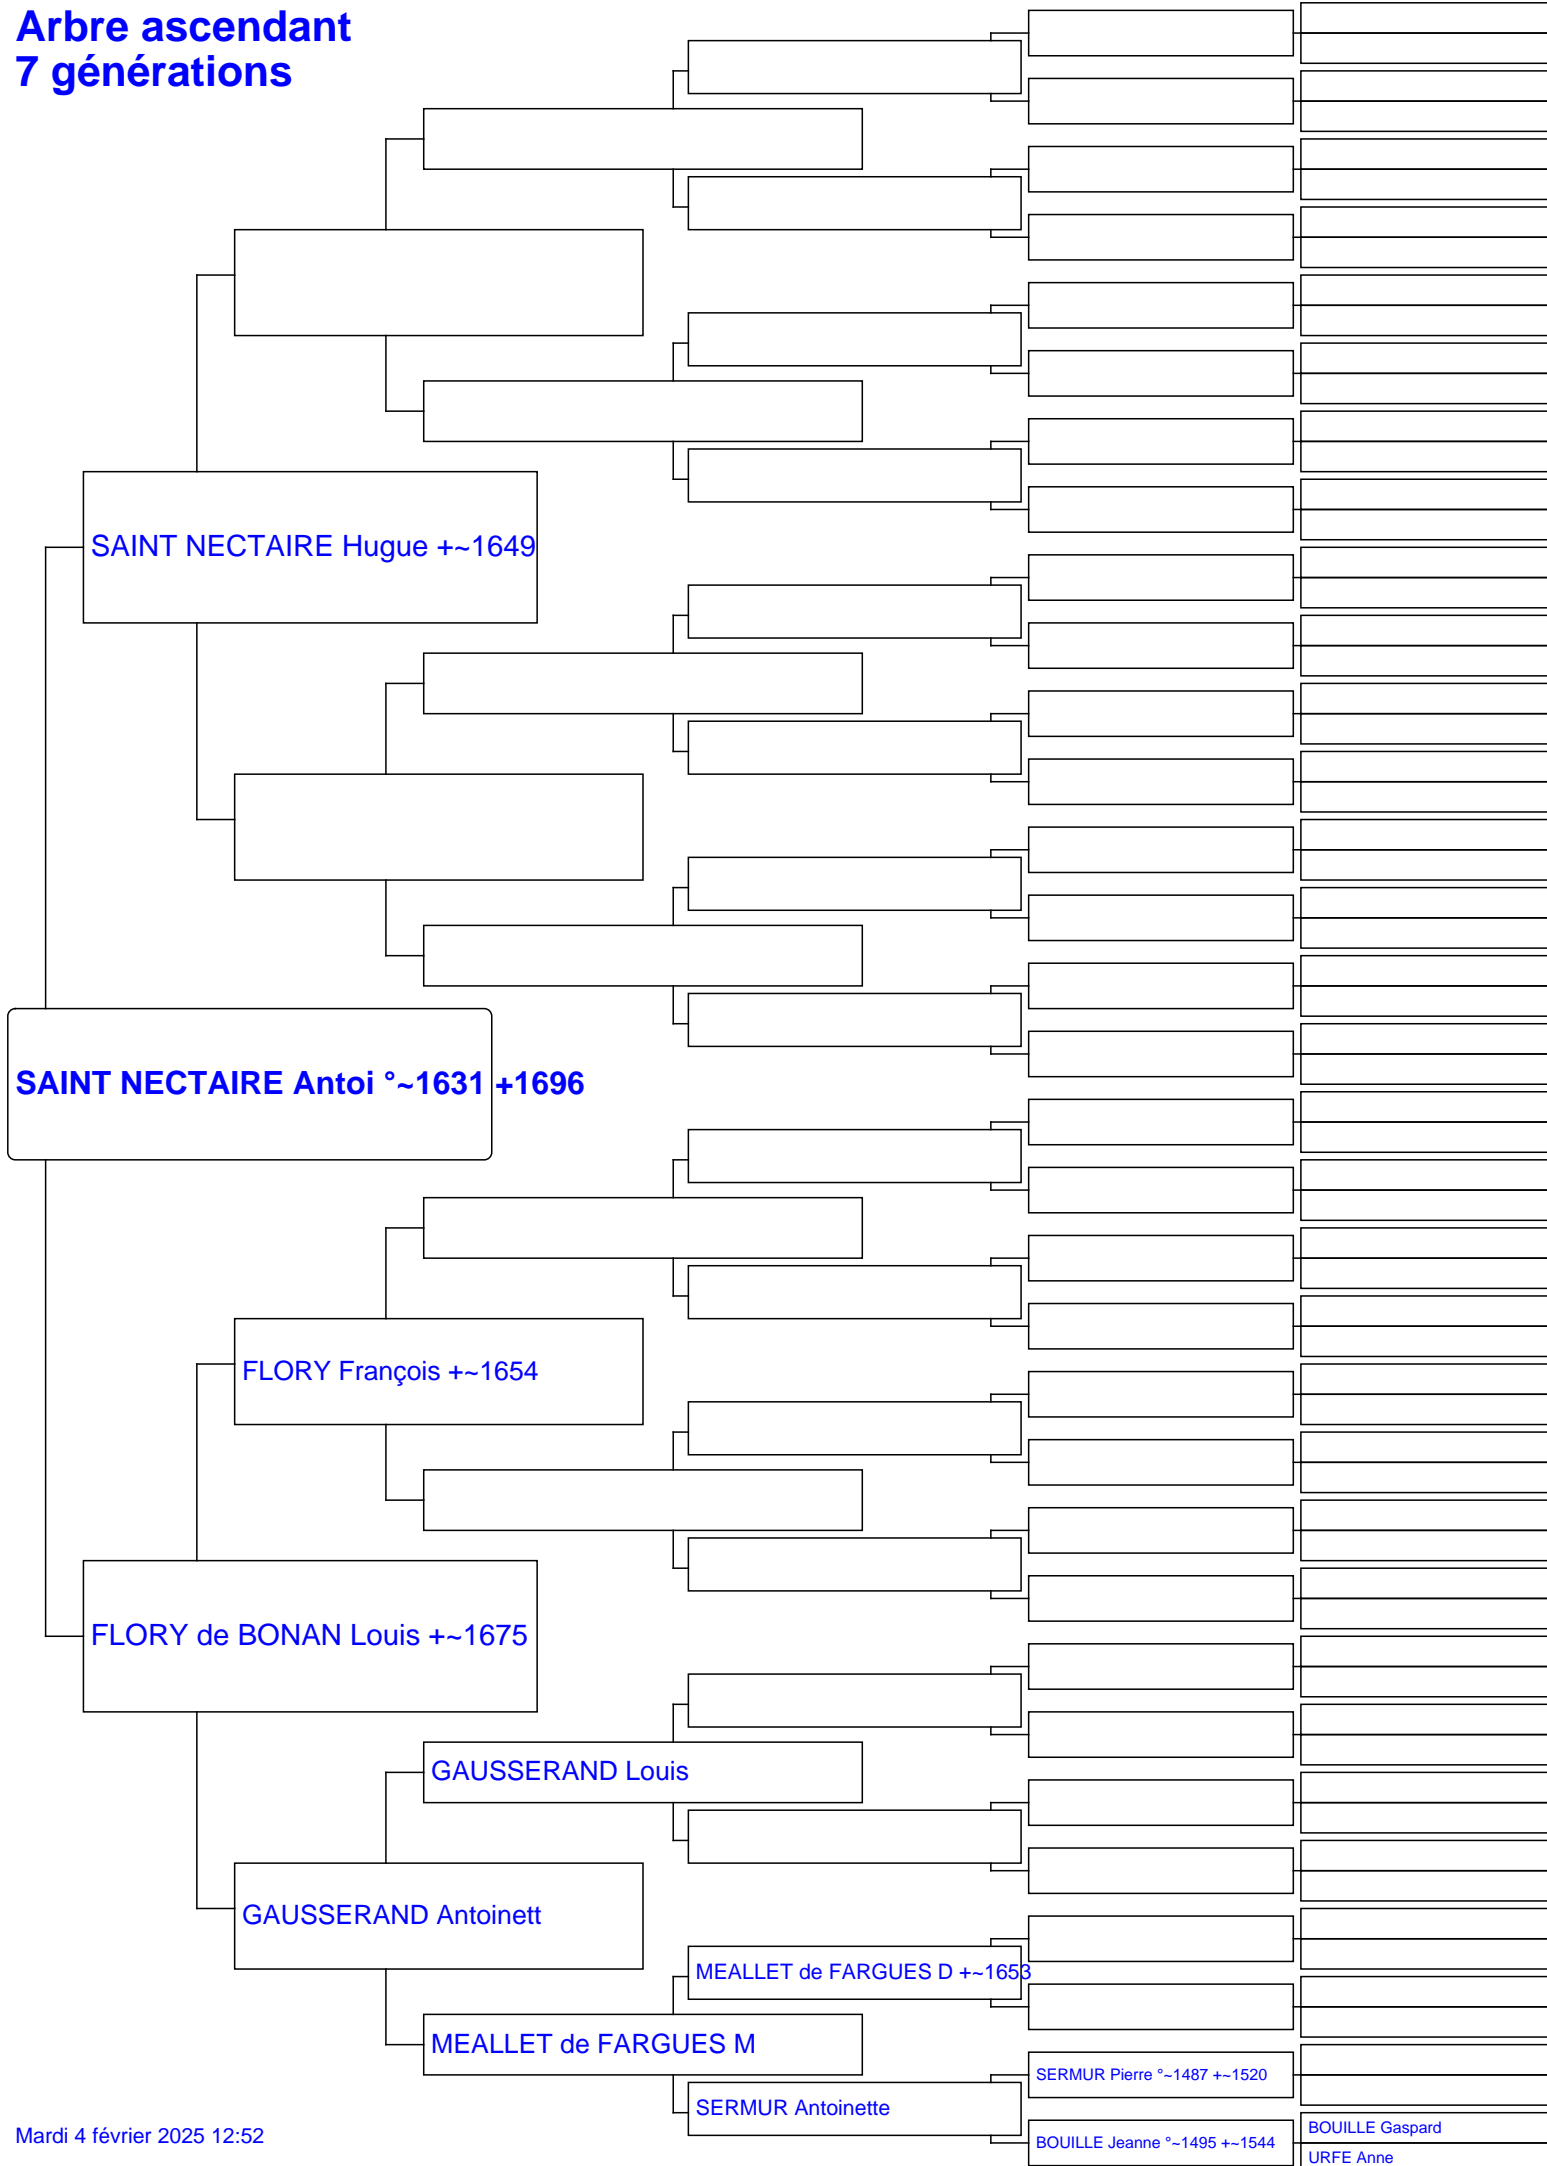 Arbre ascendant
7 générations
SAINT NECTAIRE Hugue +~1649
SAINT NECTAIRE Antoi °~1631 +1696
FLORY François +~1654
FLORY de BONAN Louis +~1675
GAUSSERAND Louis
GAUSSERAND Antoinett
MEALLET de FARGUES D +~1653
MEALLET de FARGUES M
SERMUR Pierre °~1487 +~1520
SERMUR Antoinette
BOUILLE Gaspard
BOUILLE Jeanne °~1495 +~1544
URFE Anne
Mardi 4 février 2025 12:52